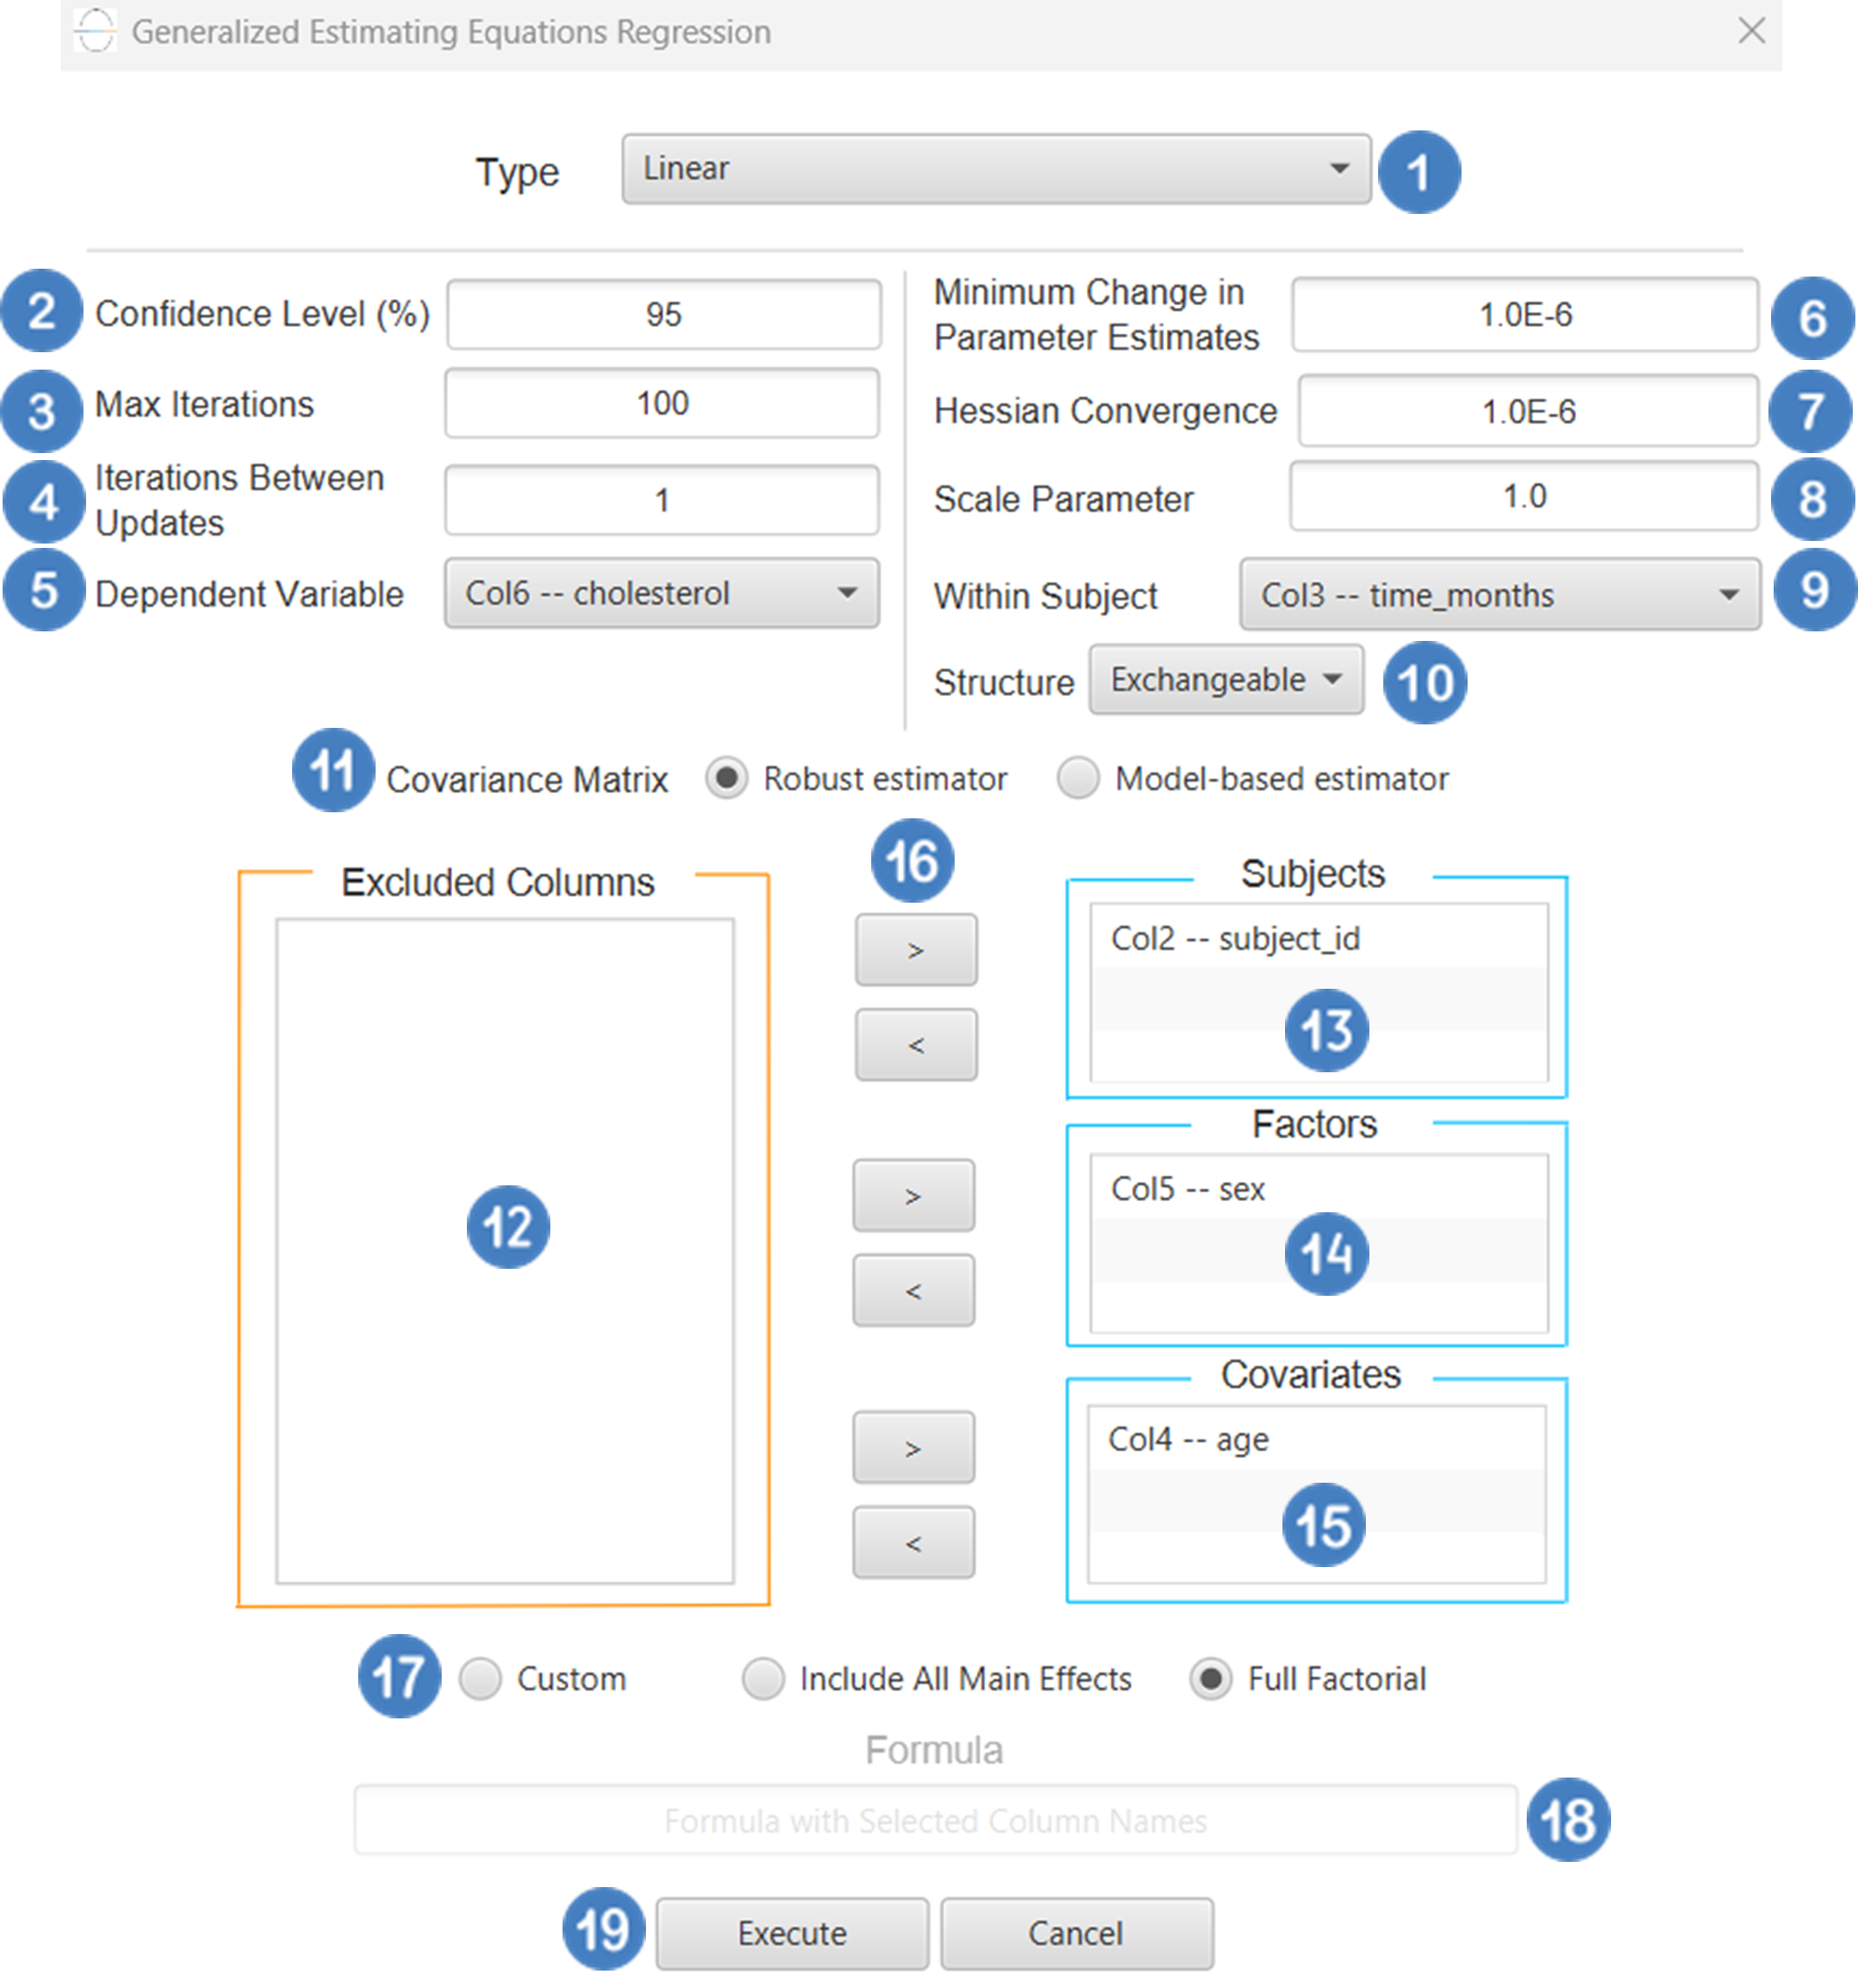 Generalized Estimating Equations Regression
Type
Linear
1
2
Confidence Level (%)
95
3
Max Iterations
100
4
Iterations Between
Updates
1
5
Dependent Variable
Col6 -- cholesterol
Minimum Change in
Parameter Estimates
1.0E-6
6
Hessian Convergence
1.0E-6
7
Scale Parameter
1.0
8
Within Subject
Col3 -- time_months
9
Structure
Exchangeable
10
11
Covariance Matrix
Robust estimator
Model-based estimator
Excluded Columns
12
16
>
<
>
<
>
<
Subjects
Col2 -- subject_id
13
Factors
Col5 -- sex
14
Covariates
Col4 -- age
15
17
Custom
Include All Main Effects
Full Factorial
Formula
Formula with Selected Column Names
18
19
Execute
Cancel